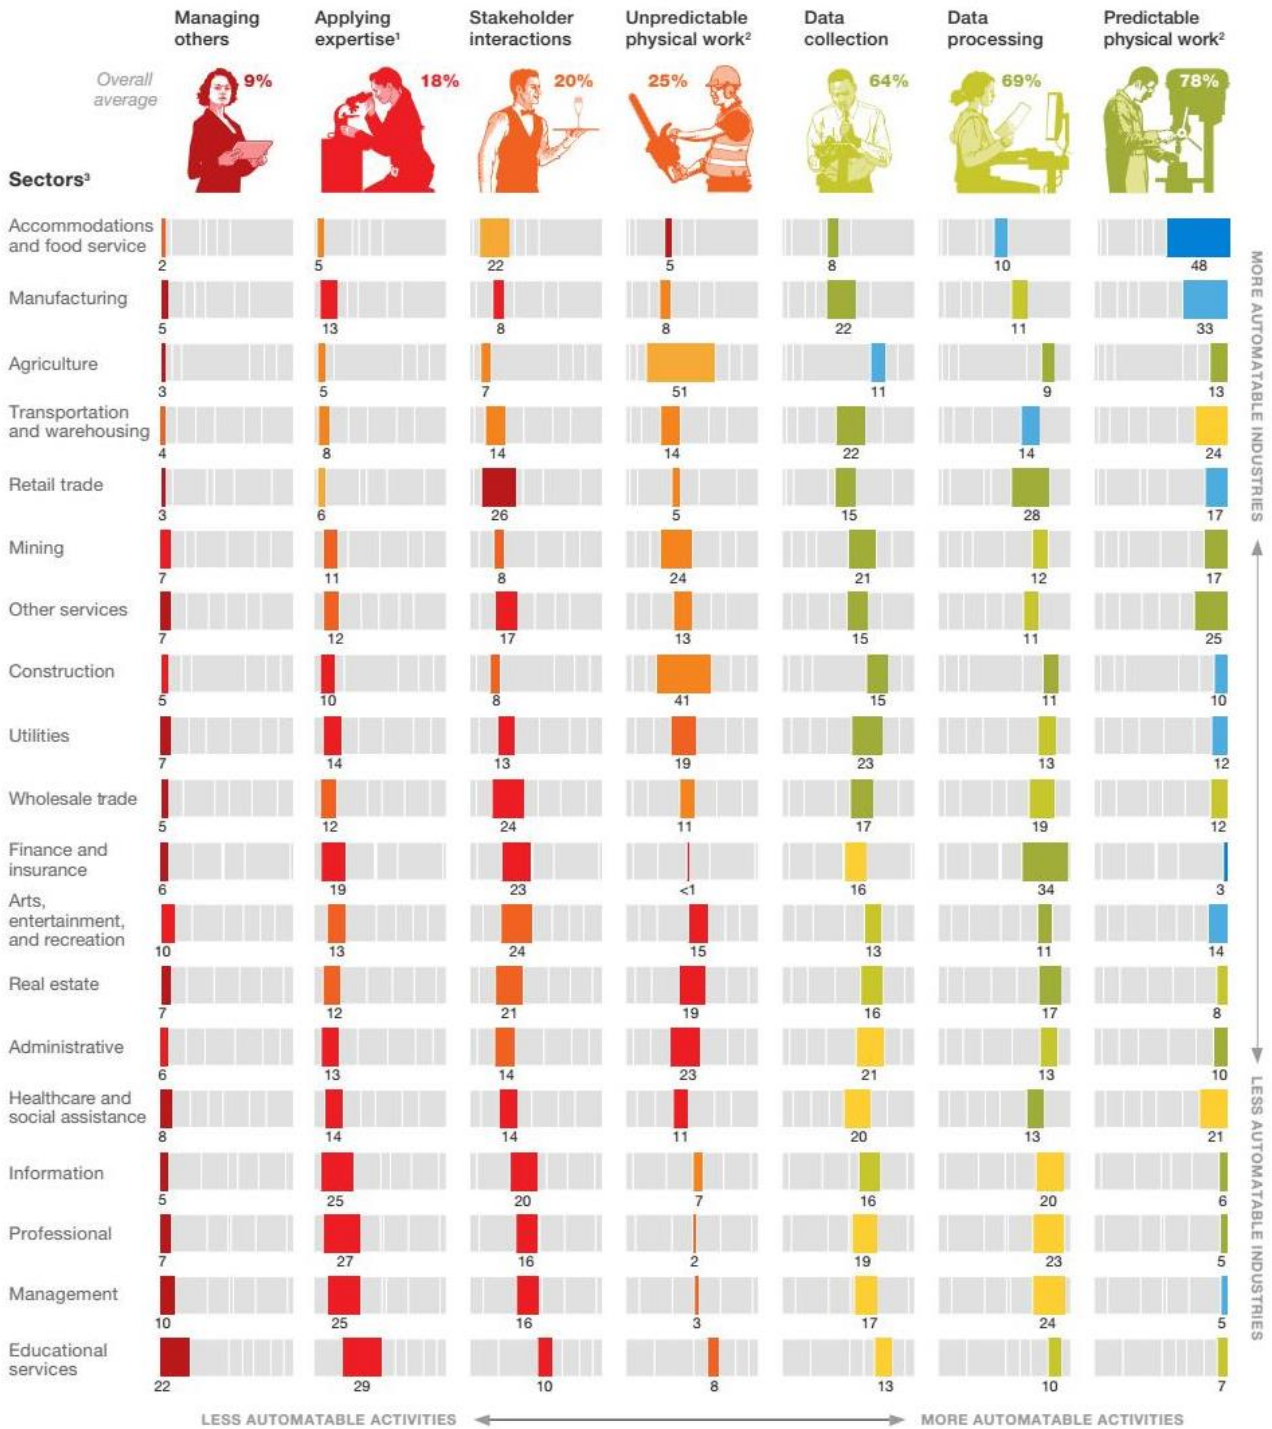 Managing
others
Applying
expertise¹
Stakeholder
interactions
Unpredictable
physical work²
Data
collection
Data
processing
Predictable
physical work²
Overall
average
9%
18%
20%
25%
64%
69%
78%
Sectors³
Accommodations
and food service
2 5 22 5 8 10 48
Manufacturing
5 13 8 8 22 11 33
Agriculture
3 5 7 51 11 9 13
Transportation
and warehousing
4 8 14 14 22 14 24
Retail trade
3 6 26 5 15 28 17
Mining
7 11 8 24 21 12 17
Other services
7 12 17 13 15 11 25
Construction
5 10 8 41 15 11 10
Utilities
7 14 13 19 23 13 12
Wholesale trade
5 12 24 11 17 19 12
Finance and
insurance
6 19 23 <1 16 34 3
Arts,
entertainment,
and recreation
10 13 24 15 13 11 14
Real estate
7 12 21 19 16 17 8
Administrative
6 13 14 23 21 13 10
Healthcare and
social assistance
8 14 14 11 20 13 21
Information
5 25 20 7 16 20 6
Professional
7 27 16 2 19 23 5
Management
10 25 16 3 17 24 5
Educational
services
22 29 10 8 13 10 7
MORE AUTOMATABLE INDUSTRIES
LESS AUTOMATABLE INDUSTRIES
LESS AUTOMATABLE ACTIVITIES
MORE AUTOMATABLE ACTIVITIES